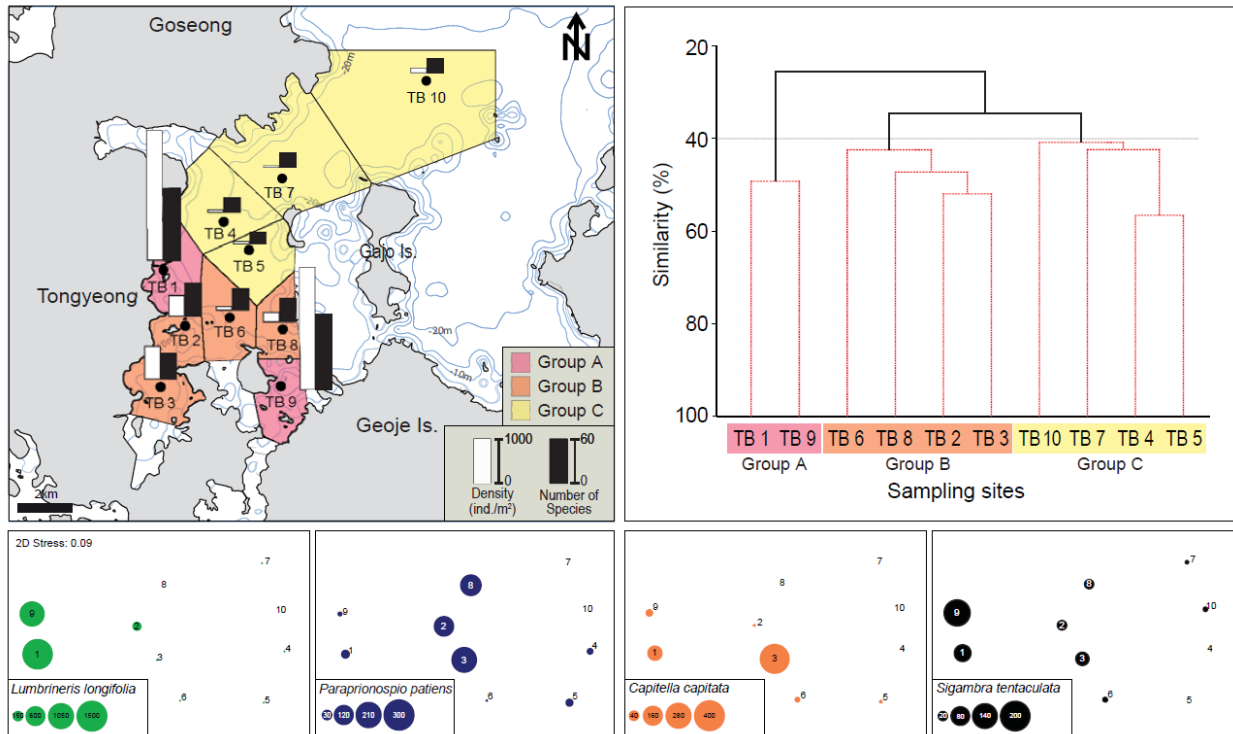 Goseong
N
-20m
TB 10
TB 7
-20m
TB 4
TB 5
Gajo Is.
TB 1
Tongyeong
TB 6
TB 2
TB 8
-20m
-10m
TB 3
TB 9
Geoje Is.
Group A
Group B
Group C
1000
0
60
0
Density
(ind./m²)
Number of
Species
2km
20
40
60
80
100
Similarity (%)
TB 1 TB 9 TB 6 TB 8 TB 2 TB 3 TB 10 TB 7 TB 4 TB 5
Group A Group B Group C
Sampling sites
2D Stress: 0.09
7
8
9
10
2
1
3
4
6
5
Lumbrineris longifolia
150 600 1050 1500
7
8
9
10
2
1
3
4
6
5
Paraprionospio patiens
30 120 210 300
7
8
9
10
2
1
3
4
6
5
Capitella capitata
40 160 280 400
7
8
9
10
2
1
3
4
6
5
Sigambra tentaculata
20 80 140 200